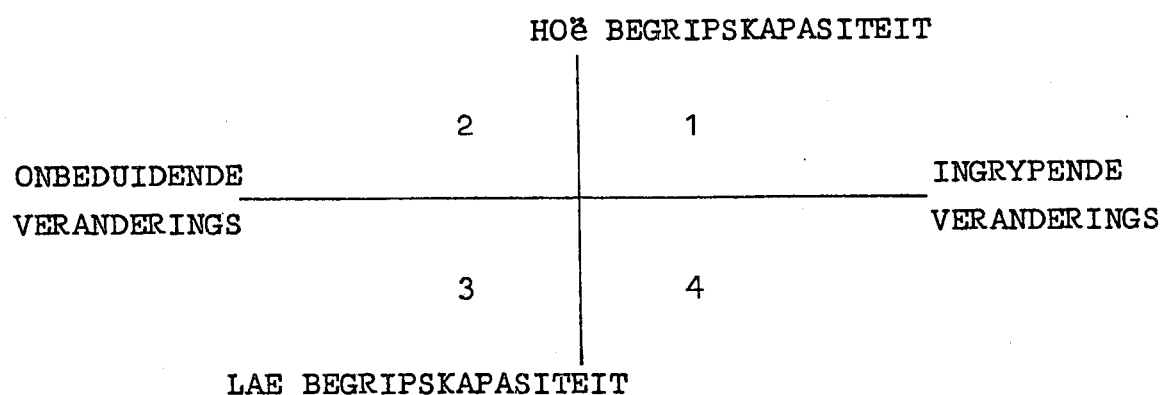 HOË BEGRIPSKAPASITEIT
2 1
ONBEDUIDENDE INGRYPENDE
VERANDERINGS VERANDERINGS
3 4
LAE BEGRIPSKAPASITEIT